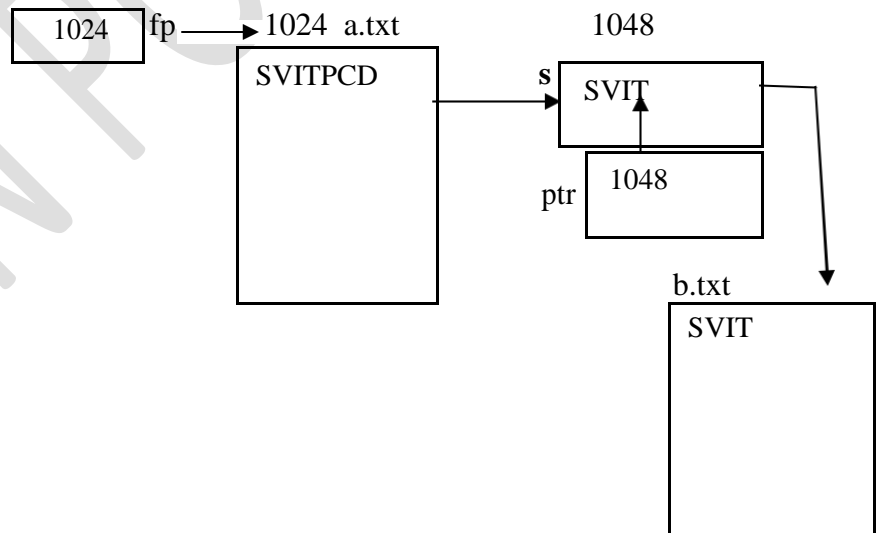 1024 fp 1024 a.txt 1048
SVITPCD s SVIT
ptr 1048
b.txt
SVIT